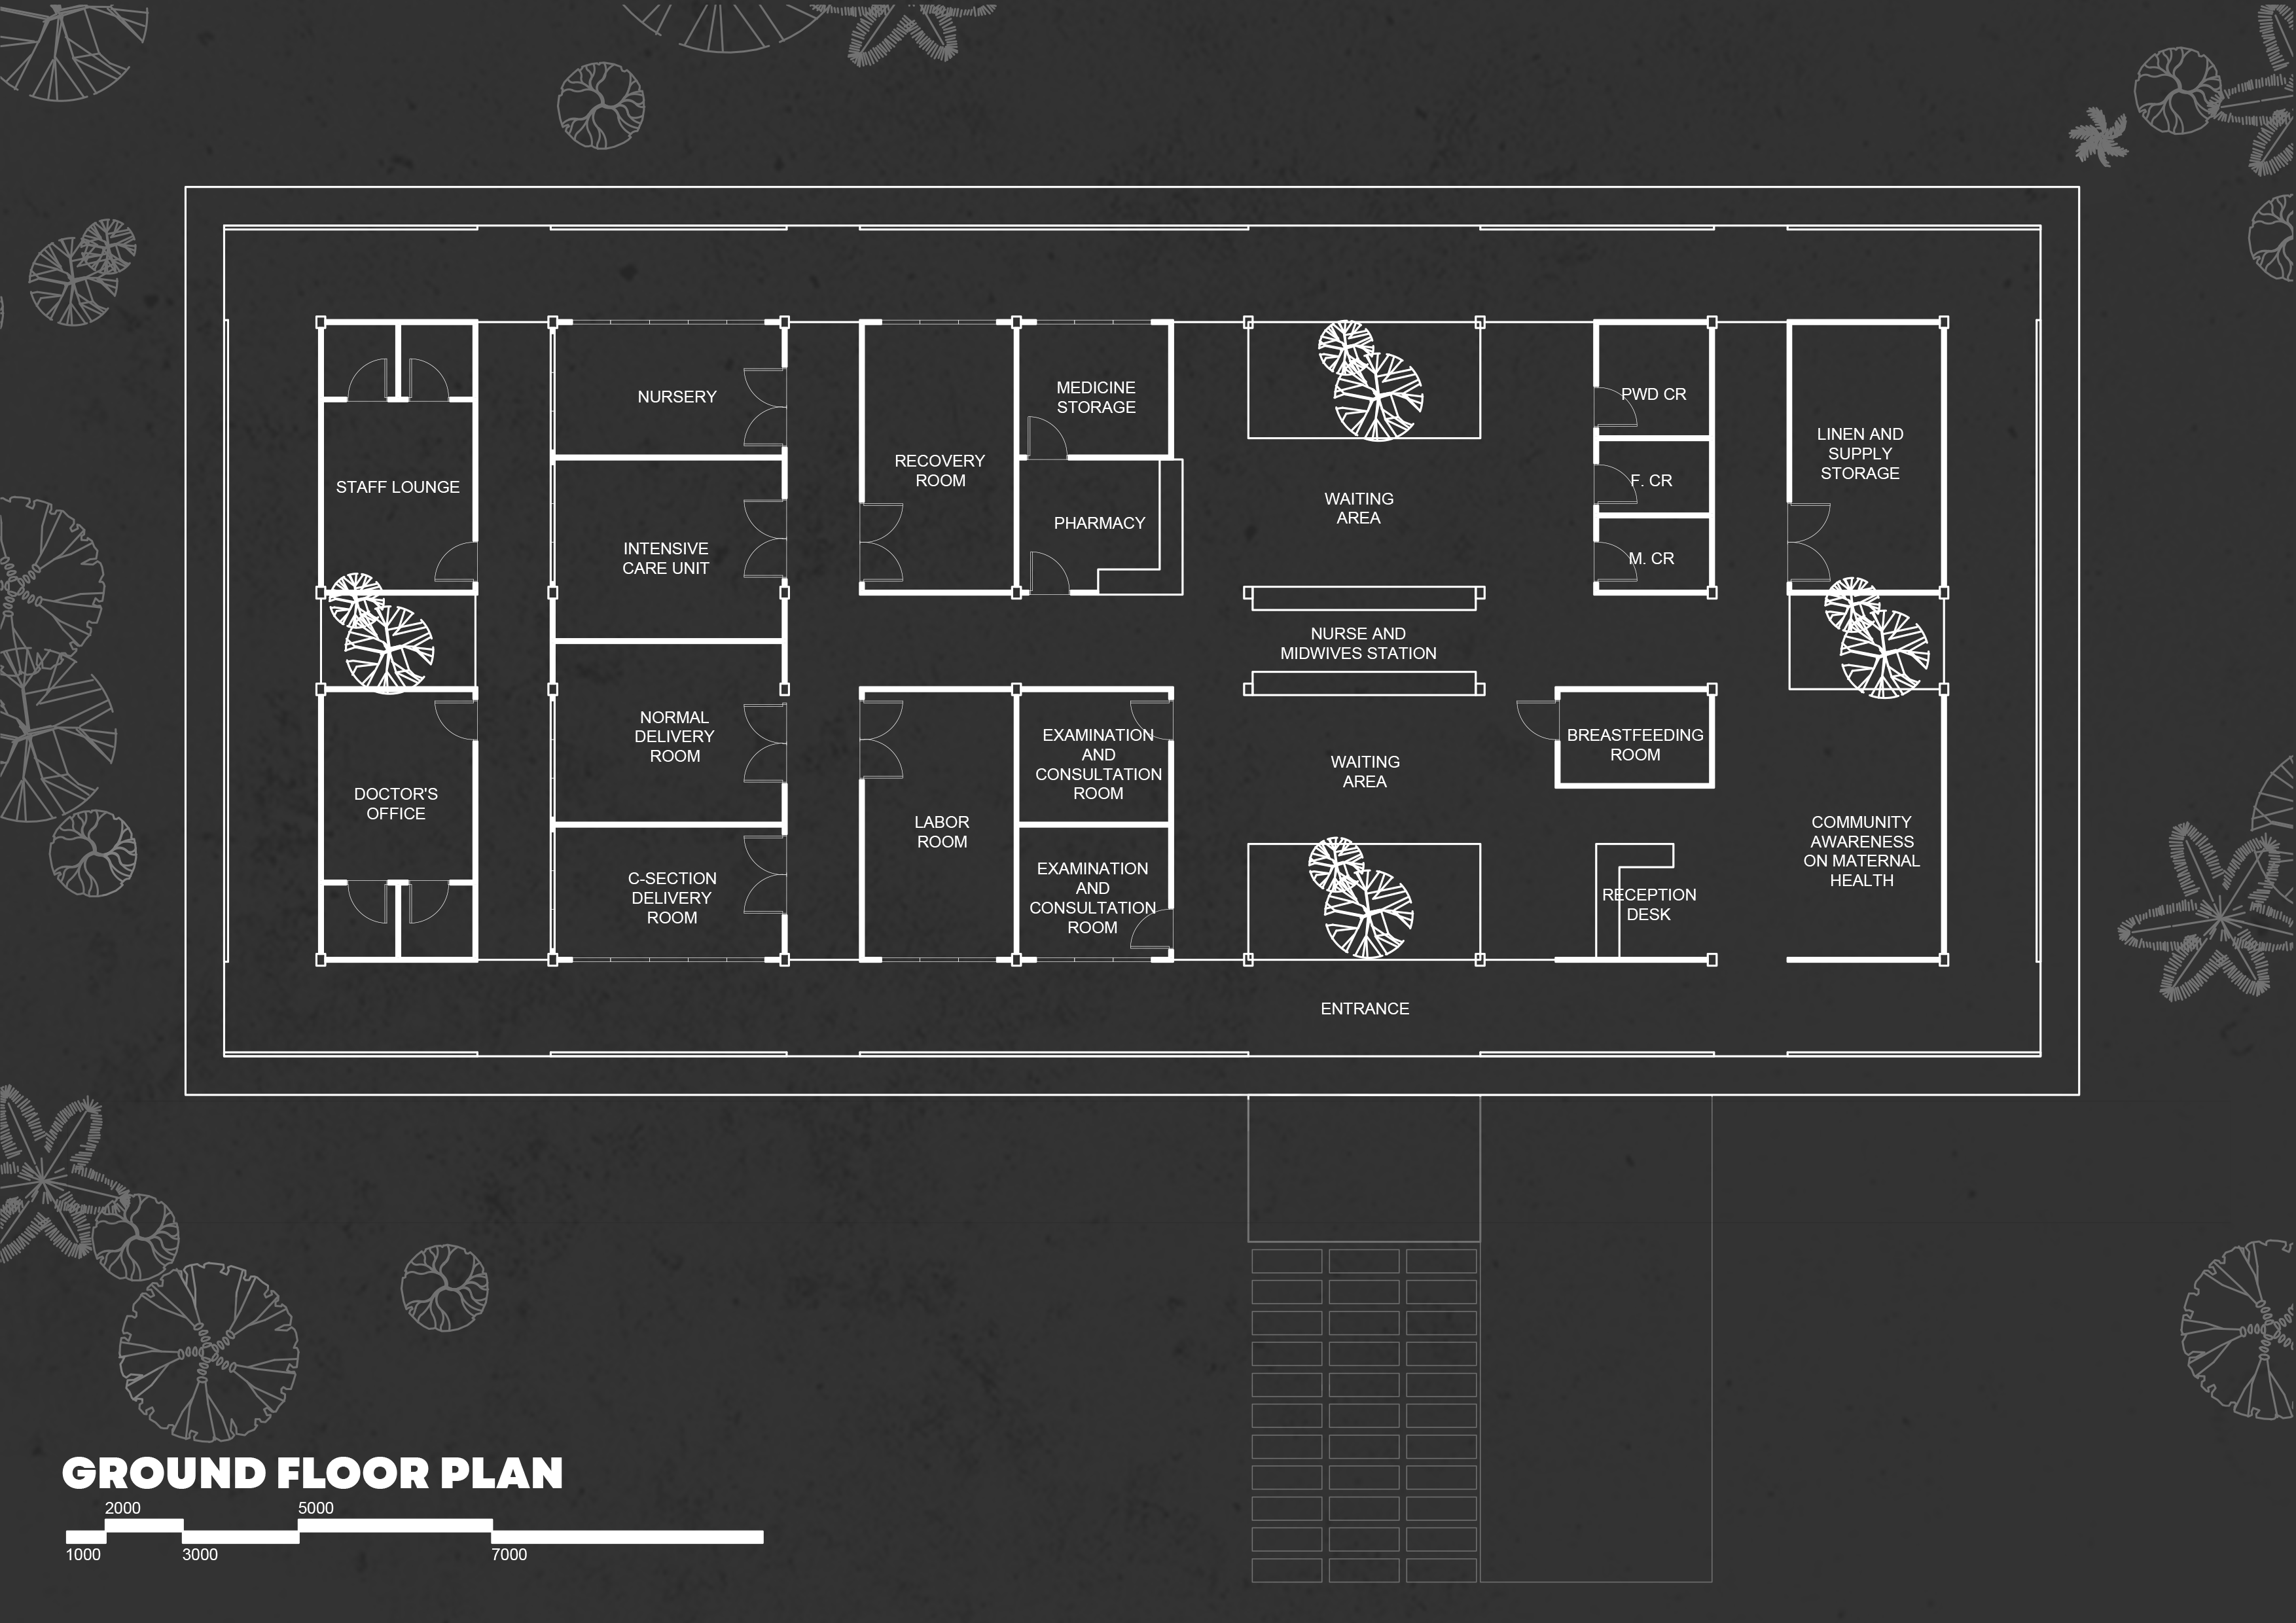 NURSERY
MEDICINE
STORAGE
PWD CR
LINEN AND
SUPPLY
STORAGE
RECOVERY
ROOM
STAFF LOUNGE
F. CR
WAITING
AREA
PHARMACY
INTENSIVE
CARE UNIT
M. CR
NURSE AND
MIDWIVES STATION
NORMAL
DELIVERY
ROOM
EXAMINATION
AND
CONSULTATION
ROOM
WAITING
AREA
BREASTFEEDING
ROOM
DOCTOR'S
OFFICE
LABOR
ROOM
COMMUNITY
AWARENESS
ON MATERNAL
HEALTH
C-SECTION
DELIVERY
ROOM
EXAMINATION
AND
CONSULTATION
ROOM
RECEPTION
DESK
ENTRANCE
GROUND FLOOR PLAN
2000
5000
1000
3000
7000